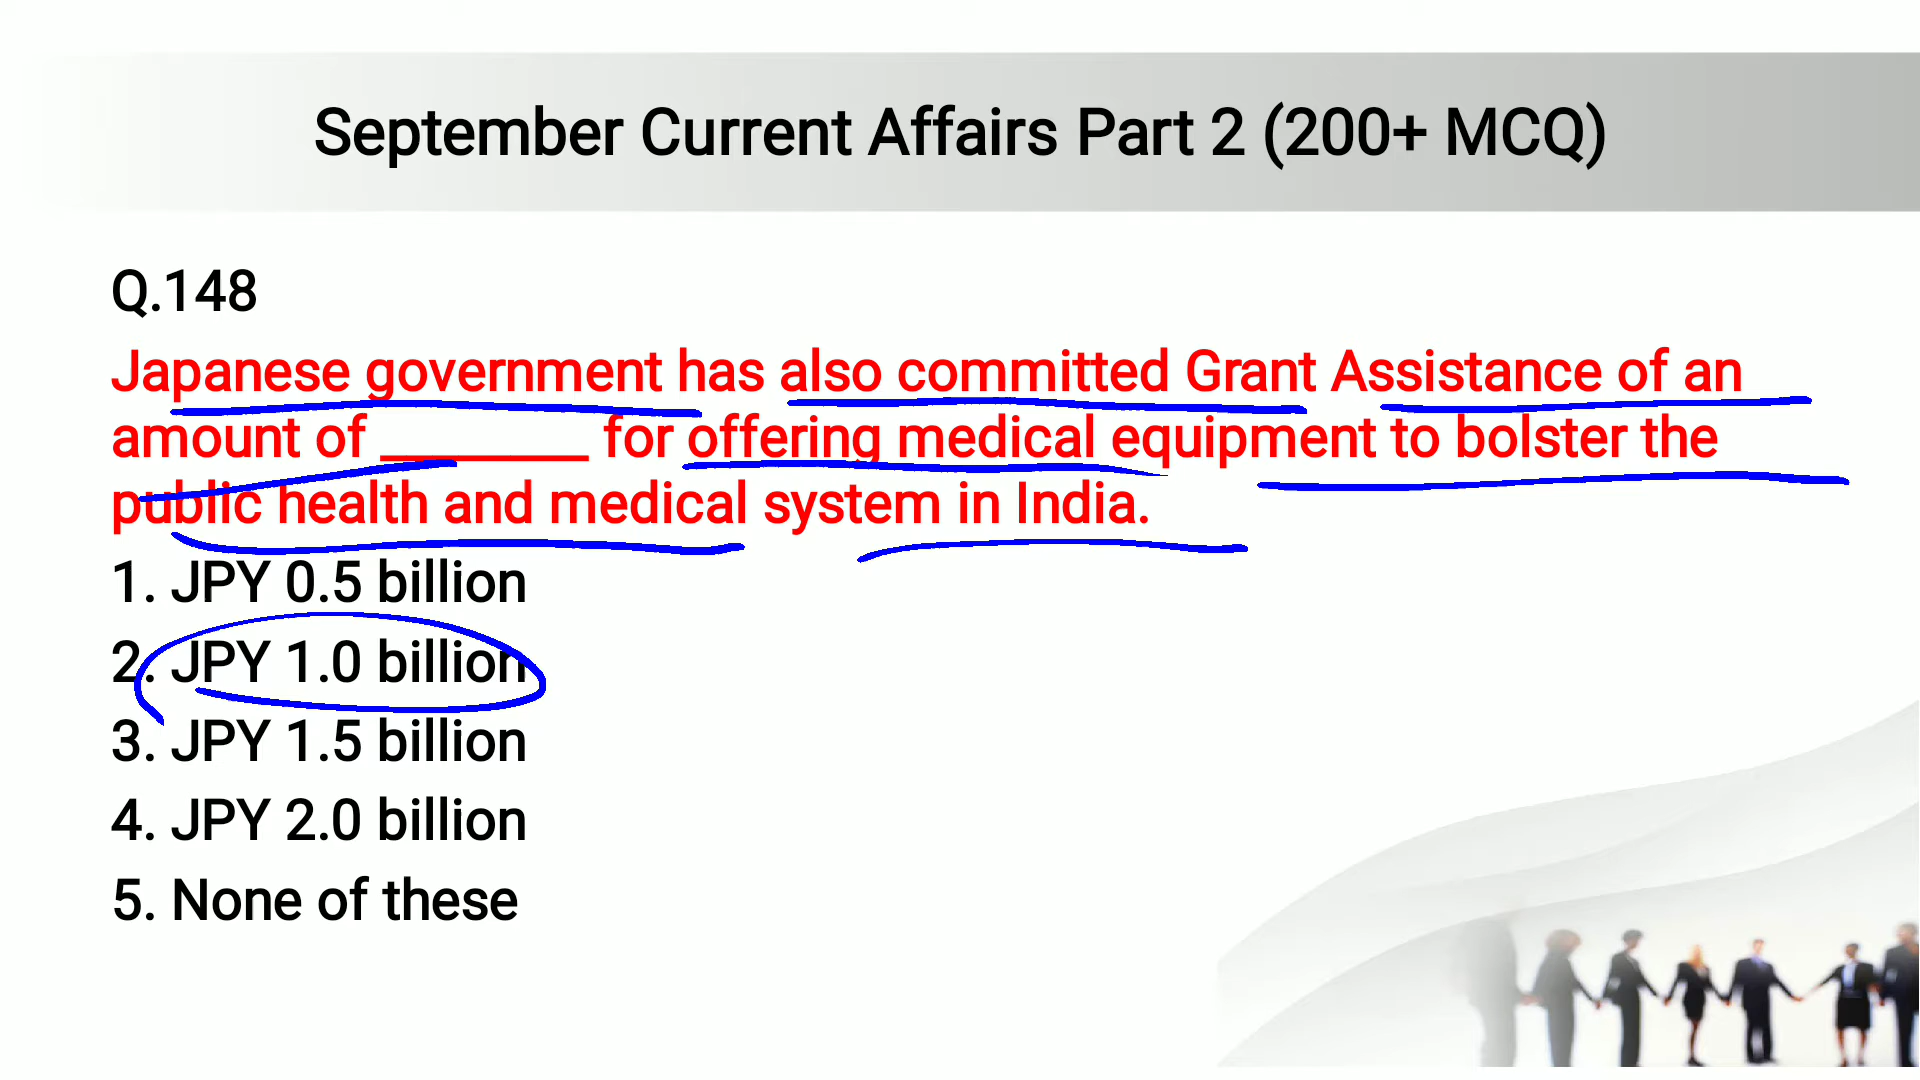 September Current Affairs Part 2 (200+ MCQ)
Q.148
Japanese government has also committed Grant Assistance of an
amount of ________ for offering medical equipment to bolster the
public health and medical system in India.
1. JPY 0.5 billion
2. JPY 1.0 billion
3. JPY 1.5 billion
4. JPY 2.0 billion
5. None of these